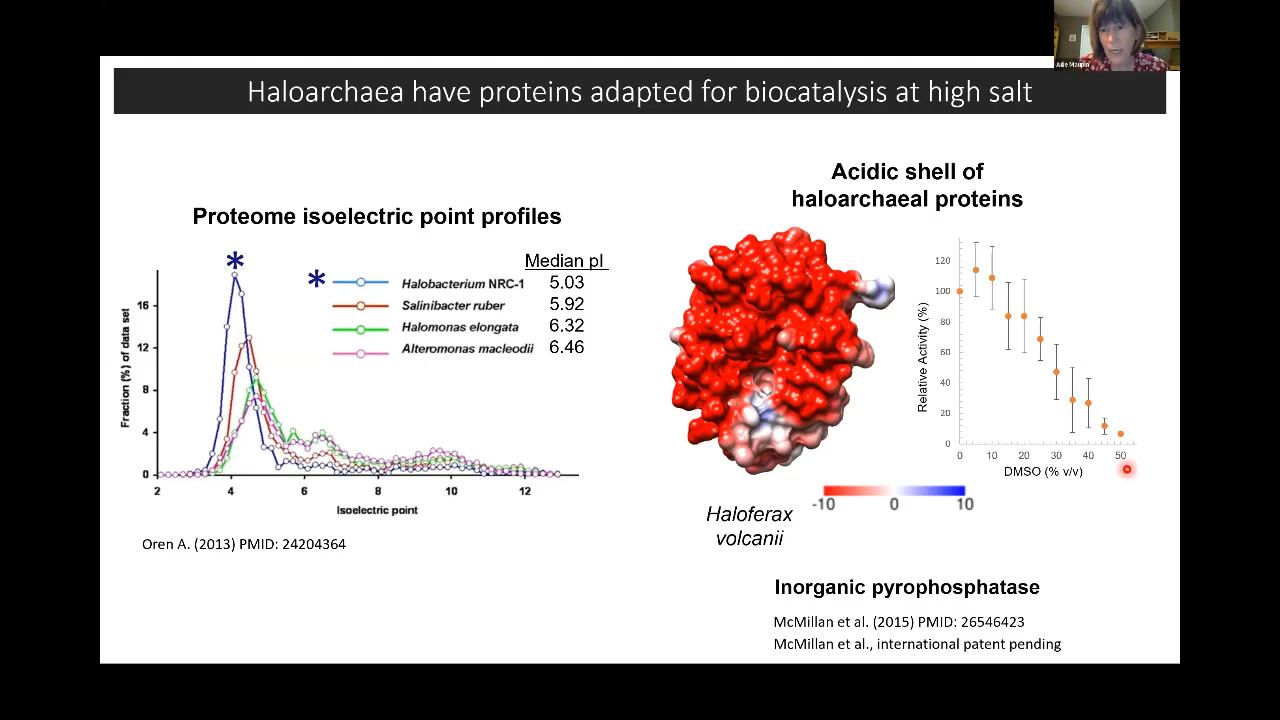 Julie Maupin
Haloarchaea have proteins adapted for biocatalysis at high salt
Proteome isoelectric point profiles
*
*
Median pI
Halobacterium NRC-1 5.03
Salinibacter ruber 5.92
Halomonas elongata 6.32
Alteromonas macleodii 6.46
Fraction (%) of data set
16
12
8
4
0
2 4 6 8 10 12
Isoelectric point
Oren A. (2013) PMID: 24204364
Acidic shell of
haloarchaeal proteins
Haloferax
volcanii
-10 0 10
Relative Activity (%)
120
100
80
60
40
20
0
0 10 20 30 40 50
DMSO (% v/v)
Inorganic pyrophosphatase
McMillan et al. (2015) PMID: 26546423
McMillan et al., international patent pending